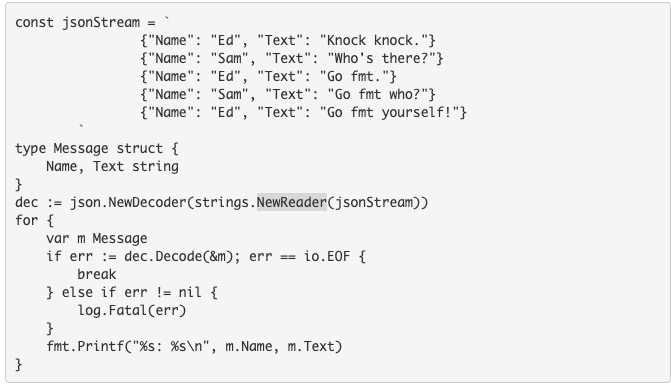 const jsonStream = `
                {"Name": "Ed", "Text": "Knock knock."}
                {"Name": "Sam", "Text": "Who's there?"}
                {"Name": "Ed", "Text": "Go fmt."}
                {"Name": "Sam", "Text": "Go fmt who?"}
                {"Name": "Ed", "Text": "Go fmt yourself!"}
        `
type Message struct {
    Name, Text string
}
dec := json.NewDecoder(strings.NewReader(jsonStream))
for {
    var m Message
    if err := dec.Decode(&m); err == io.EOF {
        break
    } else if err != nil {
        log.Fatal(err)
    }
    fmt.Printf("%s: %s\n", m.Name, m.Text)
}